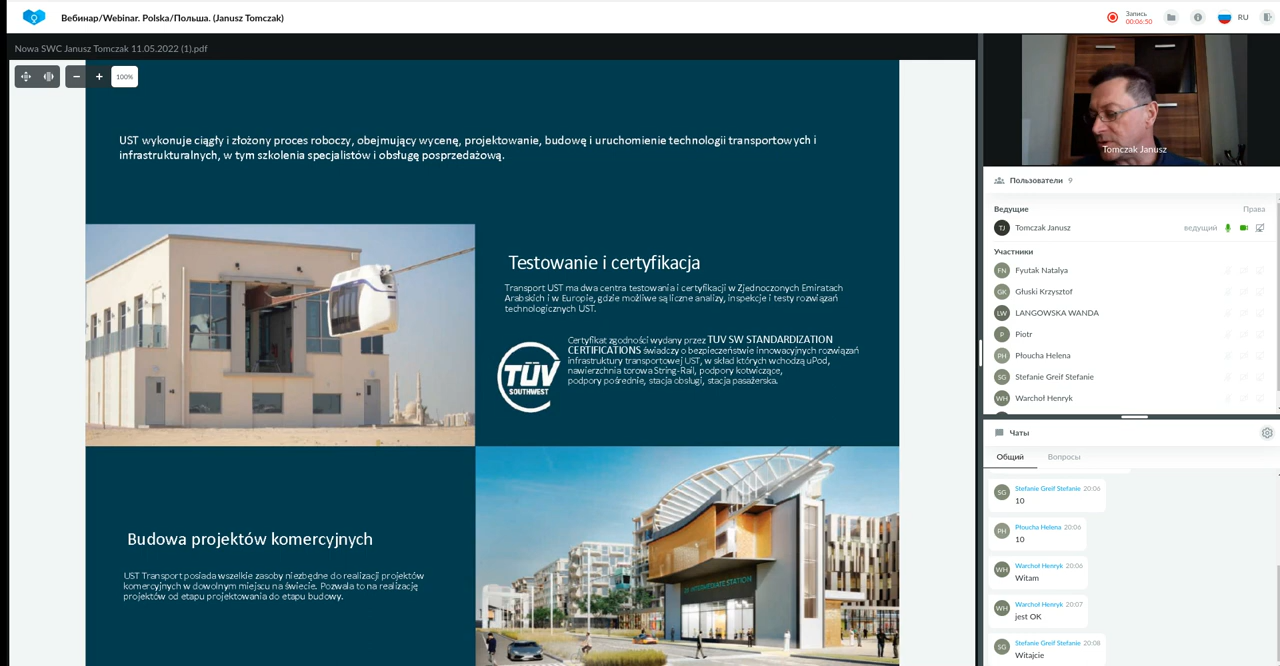 Вебинар/Webinar. Polska/Польша. (Janusz Tomczak)
Запись
00:06:50
RU
Nowa SWC Janusz Tomczak 11.05.2022 (1).pdf
100%
UST wykonuje ciągły i złożony proces roboczy, obejmujący wycenę, projektowanie, budowę i uruchomienie technologii transportowych i
infrastrukturalnych, w tym szkolenia specjalistów i obsługę posprzedażową.
Testowanie i certyfikacja
Transport UST ma dwa centra testowania i certyfikacji w Zjednoczonych Emiratach
Arabskich i w Europie, gdzie możliwe są liczne analizy, inspekcje i testy rozwiązań
technologicznych UST.
TÜV
SOUTHWEST
Certyfikat zgodności wydany przez TUV SW STANDARDIZATION
CERTIFICATIONS świadczy o bezpieczeństwie innowacyjnych rozwiązań
infrastruktury transportowej UST, w skład których wchodzą uPod,
nawierzchnia torowa String-Rail, podpory kotwiczące,
podpory pośrednie, stacja obsługi, stacja pasażerska.
Budowa projektów komercyjnych
UST Transport posiada wszelkie zasoby niezbędne do realizacji projektów
komercyjnych w dowolnym miejscu na świecie. Pozwala to na realizację
projektów od etapu projektowania do etapu budowy.
INTERMEDIATE STATION
Tomczak Janusz
Пользователи 9
Ведущие Права
TJ Tomczak Janusz ведущий
Участники
FN Fyutak Natalya
GK Głuski Krzysztof
LW LANGOWSKA WANDA
P Piotr
PH Płoucha Helena
SG Stefanie Greif Stefanie
WH Warchoł Henryk
Чаты
Общий Вопросы
SG Stefanie Greif Stefanie 20:06
10
PH Płoucha Helena 20:06
10
WH Warchoł Henryk 20:06
Witam
WH Warchoł Henryk 20:07
jest OK
SG Stefanie Greif Stefanie 20:08
Witajcie